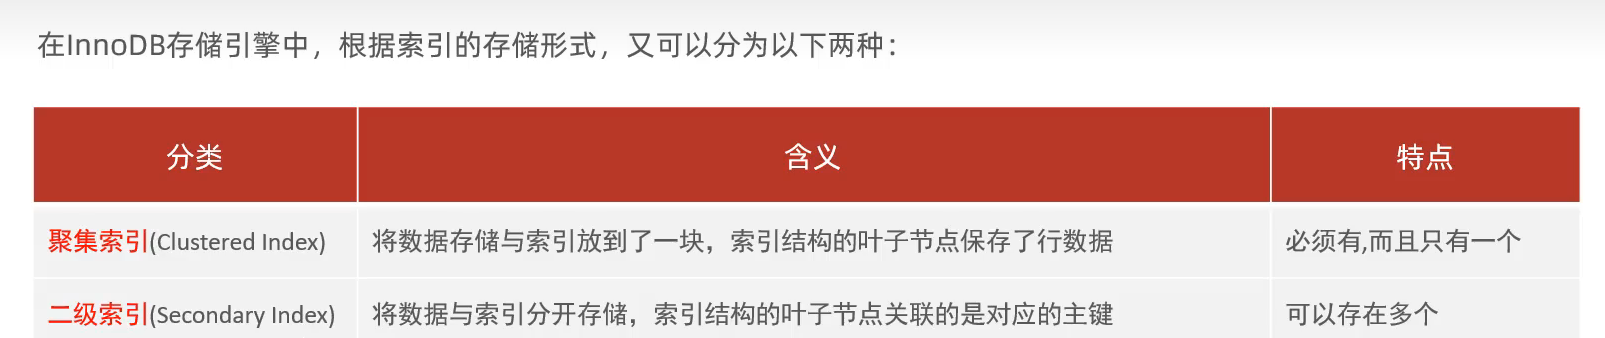 在InnoDB存储引擎中，根据索引的存储形式，又可以分为以下两种：
分类 含义 特点
聚集索引(Clustered Index) 将数据存储与索引放到了一块，索引结构的叶子节点保存了行数据 必须有,而且只有一个
二级索引(Secondary Index) 将数据与索引分开存储，索引结构的叶子节点关联的是对应的主键 可以存在多个